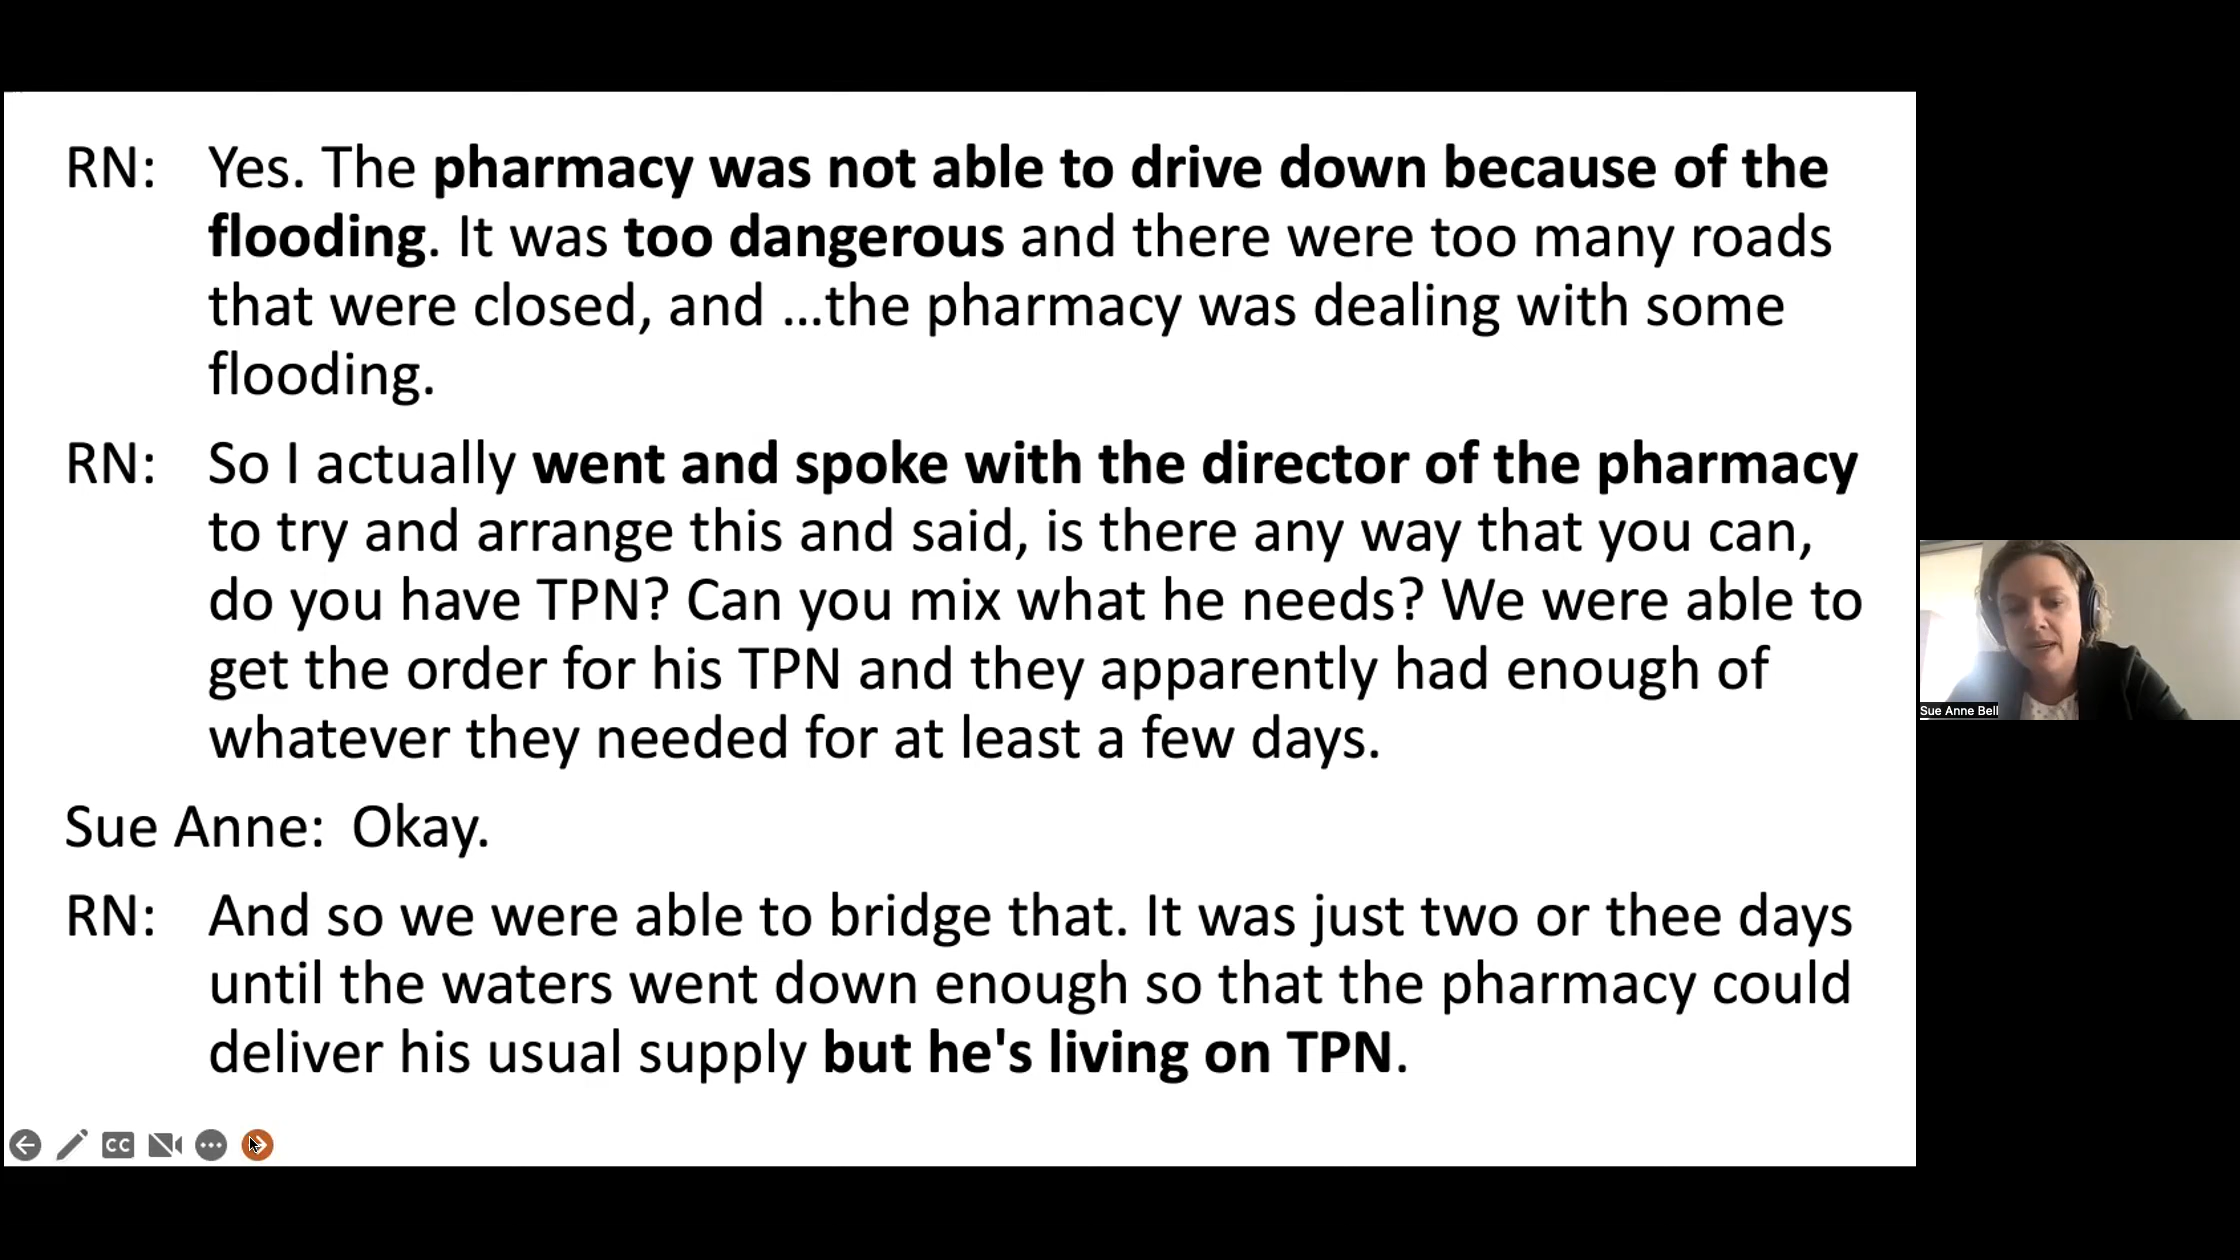 RN: Yes. The pharmacy was not able to drive down because of the
flooding. It was too dangerous and there were too many roads
that were closed, and ...the pharmacy was dealing with some
flooding.
RN: So I actually went and spoke with the director of the pharmacy
to try and arrange this and said, is there any way that you can,
do you have TPN? Can you mix what he needs? We were able to
get the order for his TPN and they apparently had enough of
whatever they needed for at least a few days.
Sue Anne: Okay.
RN: And so we were able to bridge that. It was just two or thee days
until the waters went down enough so that the pharmacy could
deliver his usual supply but he's living on TPN.
Sue Anne Bell
CC